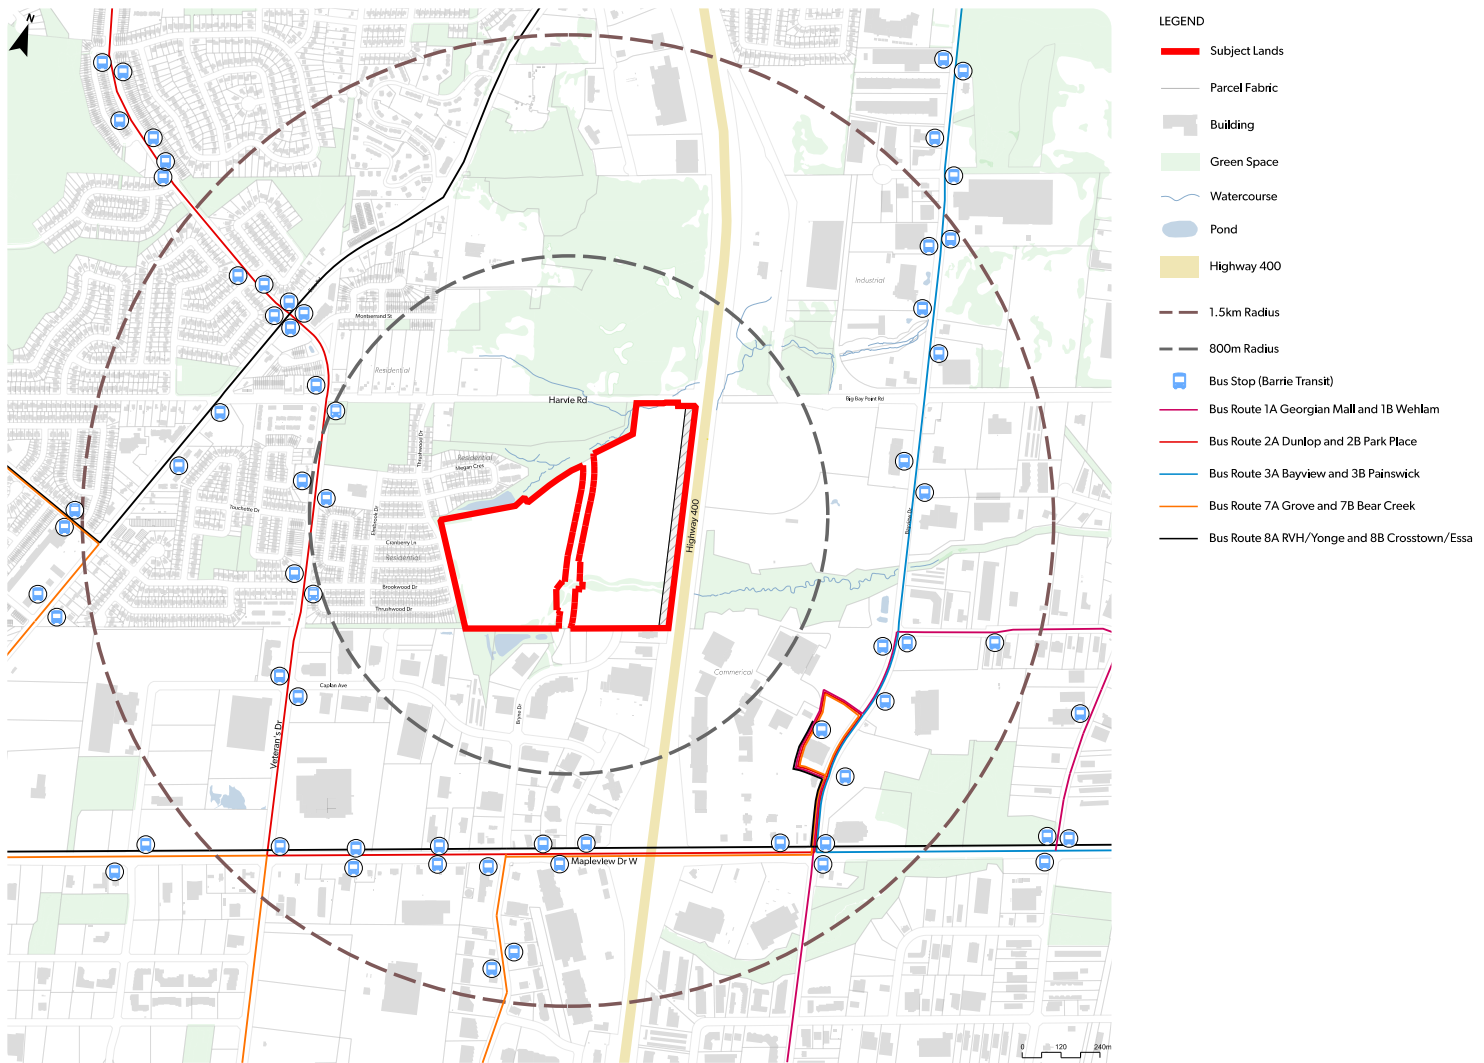 N
LEGEND
Subject Lands
Parcel Fabric
Building
Green Space
Watercourse
Pond
Highway 400
1.5km Radius
800m Radius
Bus Stop (Barrie Transit)
Bus Route 1A Georgian Mall and 1B Wehlam
Bus Route 2A Dunlop and 2B Park Place
Bus Route 3A Bayview and 3B Painswick
Bus Route 7A Grove and 7B Bear Creek
Bus Route 8A RVH/Yonge and 8B Crosstown/Essa
Industrial
Montserrand St
Residential
Harvie Rd
Big Bay Point Rd
Thrushwood Dr
Residential
Megan Cres
Touchette Dr
Elmbrook Dr
Highway 400
Cranberry Ln
Residential
Brookwood Dr
Thrushwood Dr
Commerical
Caplan Ave
Bryne Dr
Veteran's Dr
Mapleview Dr W
0 120 240m